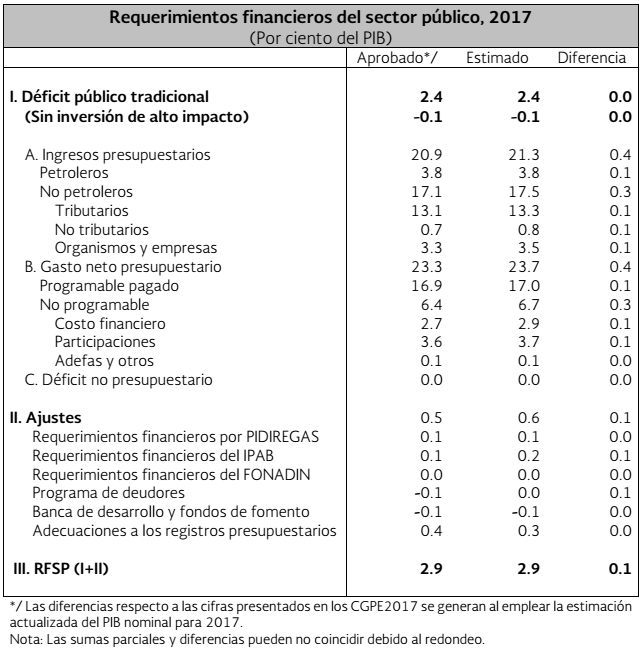 Requerimientos financieros del sector público, 2017
(Por ciento del PIB)
Aprobado*/ Estimado Diferencia
I. Déficit público tradicional 2.4 2.4 0.0
(Sin inversión de alto impacto) -0.1 -0.1 0.0
A. Ingresos presupuestarios 20.9 21.3 0.4
Petroleros 3.8 3.8 0.1
No petroleros 17.1 17.5 0.3
Tributarios 13.1 13.3 0.1
No tributarios 0.7 0.8 0.1
Organismos y empresas 3.3 3.5 0.1
B. Gasto neto presupuestario 23.3 23.7 0.4
Programable pagado 16.9 17.0 0.1
No programable 6.4 6.7 0.3
Costo financiero 2.7 2.9 0.1
Participaciones 3.6 3.7 0.1
Adefas y otros 0.1 0.1 0.0
C. Déficit no presupuestario 0.0 0.0 0.0
II. Ajustes 0.5 0.6 0.1
Requerimientos financieros por PIDIREGAS 0.1 0.1 0.0
Requerimientos financieros del IPAB 0.1 0.2 0.1
Requerimientos financieros del FONADIN 0.0 0.0 0.0
Programa de deudores -0.1 0.0 0.1
Banca de desarrollo y fondos de fomento -0.1 -0.1 0.0
Adecuaciones a los registros presupuestarios 0.4 0.3 0.0
III. RFSP (I+II) 2.9 2.9 0.1
*/ Las diferencias respecto a las cifras presentados en los CGPE2017 se generan al emplear la estimación
actualizada del PIB nominal para 2017.
Nota: Las sumas parciales y diferencias pueden no coincidir debido al redondeo.